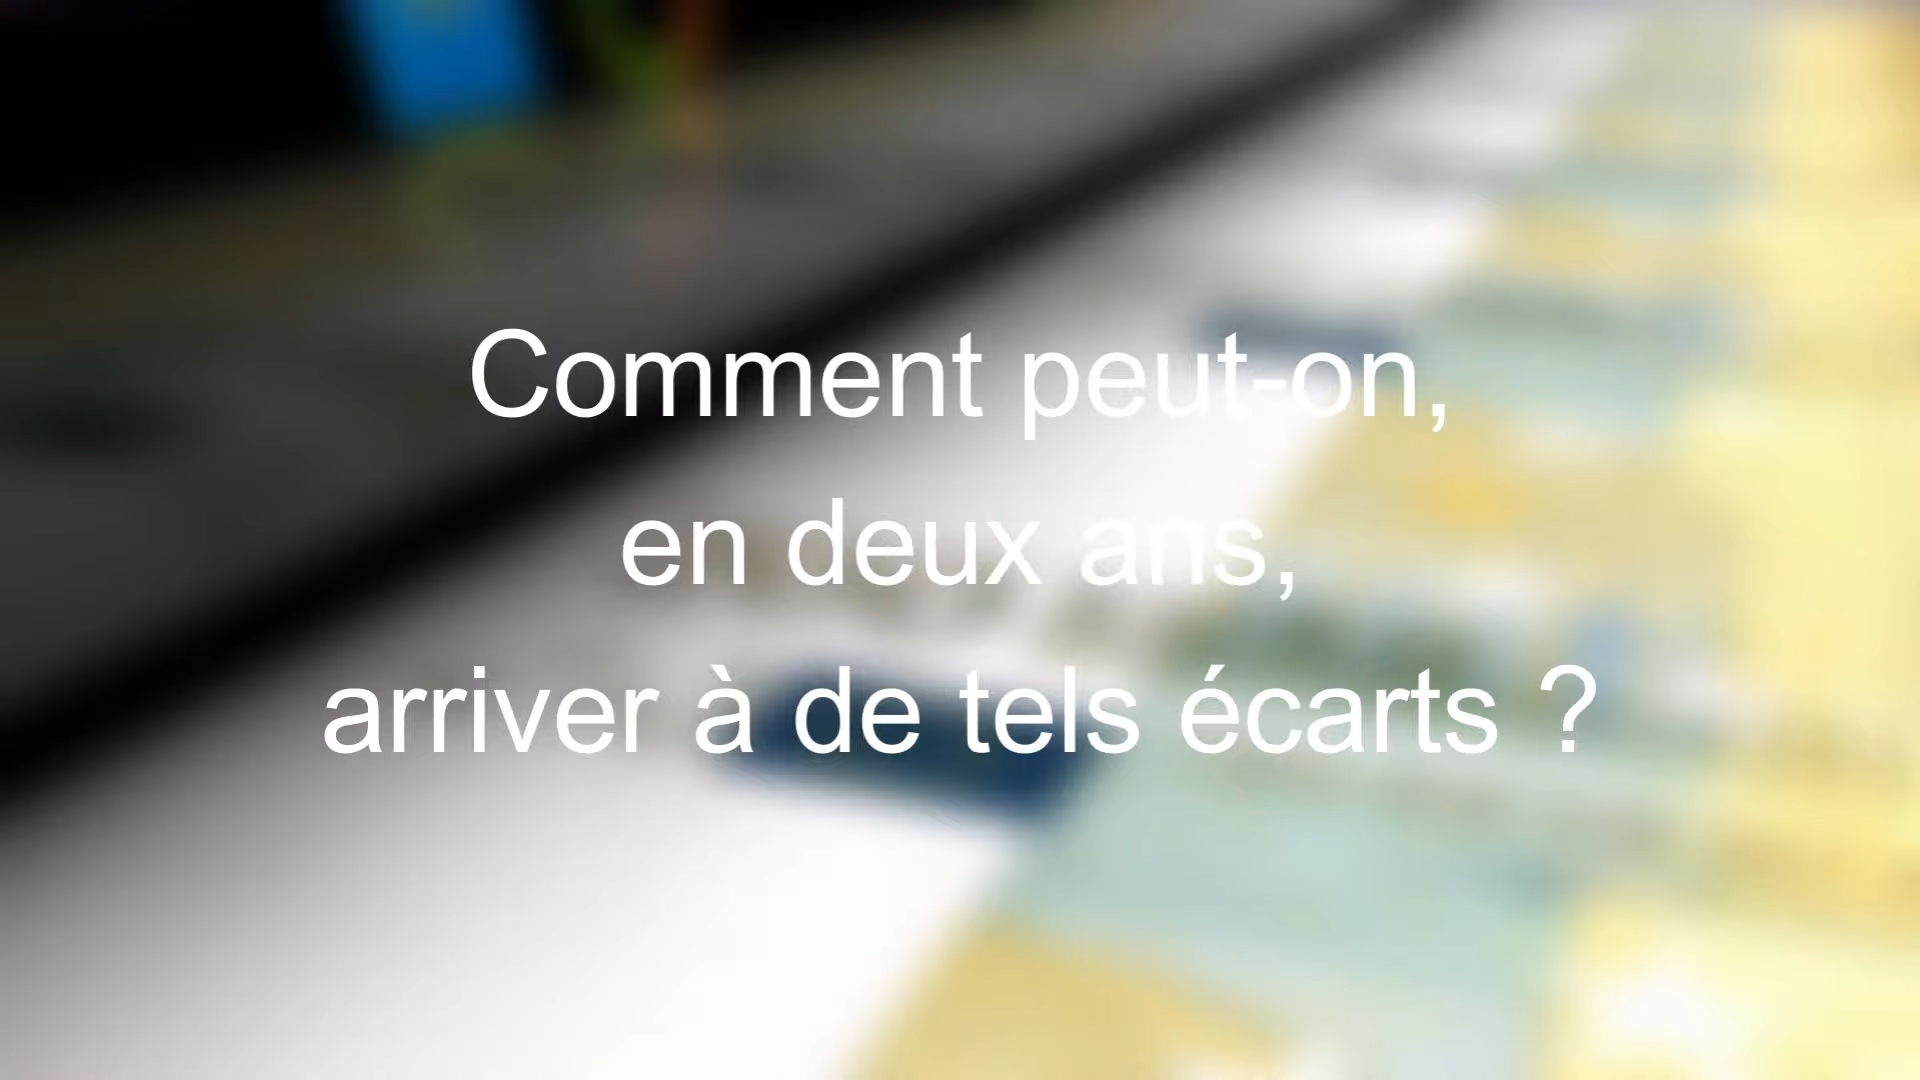 Comment peut-on,
en deux ans,
arriver à de tels écarts ?